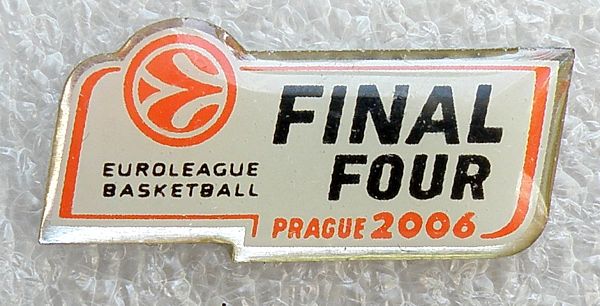 EUROLEAGUE
BASKETBALL
FINAL
FOUR
PRAGUE 2006